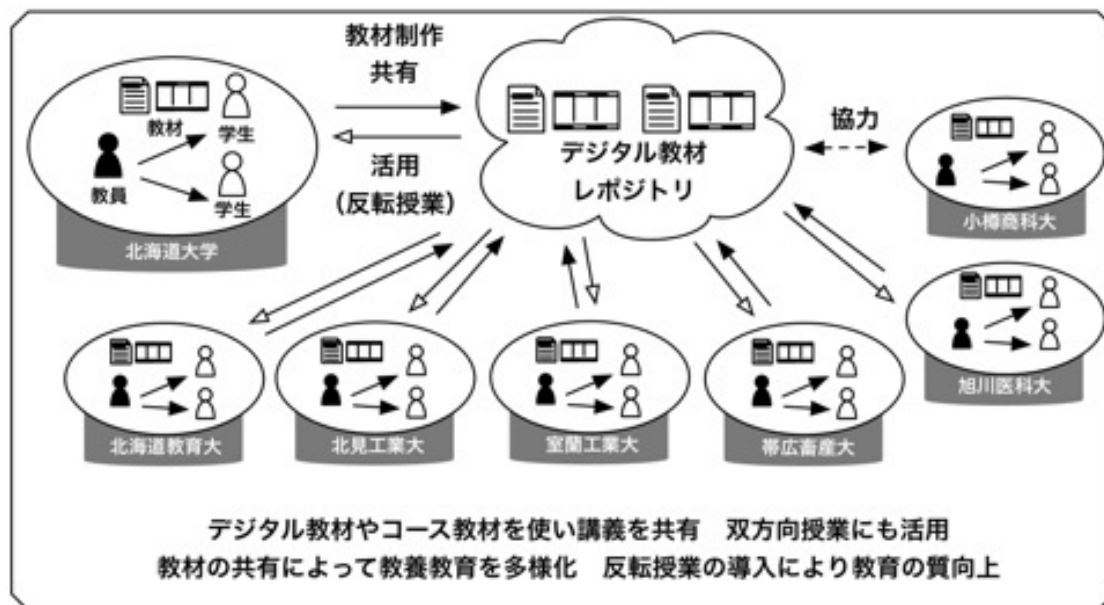 教材制作
共有
教材
学生
教員
学生
北海道大学
活用
(反転授業)
デジタル教材
レポジトリ
協力
小樽商科大
旭川医科大
北海道教育大
北見工業大
室蘭工業大
帯広畜産大
デジタル教材やコース教材を使い講義を共有　双方向授業にも活用
教材の共有によって教養教育を多様化　反転授業の導入により教育の質向上